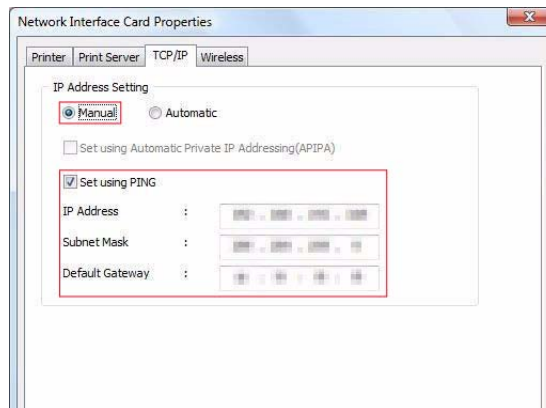 Network Interface Card Properties
Printer Print Server TCP/IP Wireless
IP Address Setting
Manual Automatic
Set using Automatic Private IP Addressing(APIPA)
Set using PING
IP Address :
Subnet Mask :
Default Gateway :